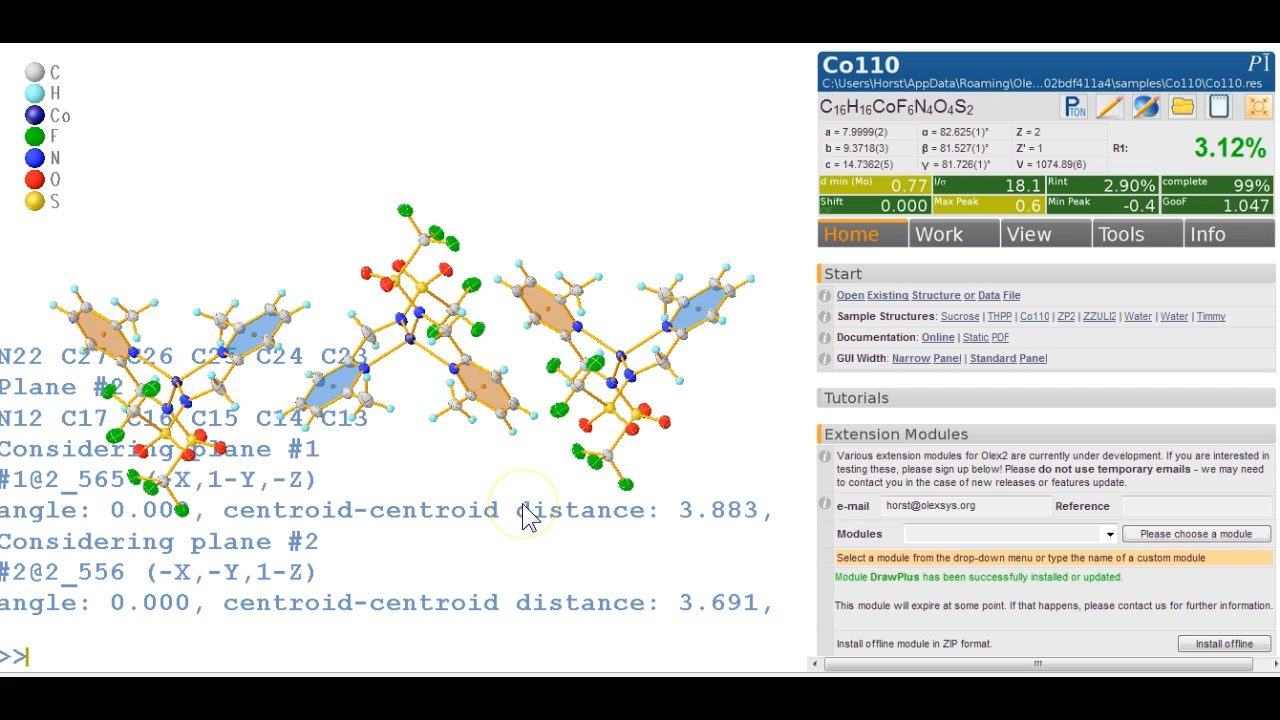 C
H
Co
F
N
O
S
N22 C27 C26 C25 C24 C23
Plane #2
N12 C17 C16 C15 C14 C13
Considering plane #1
#1@2_565 (-X,1-Y,-Z)
angle: 0.000, centroid-centroid distance: 3.883,
Considering plane #2
#2@2_556 (-X,-Y,1-Z)
angle: 0.000, centroid-centroid distance: 3.691,
>>
Co110
P1̅
C:\Users\Horst\AppData\Roaming\Ole...02bdf411a4\samples\Co110\Co110.res
C16H16CoF6N4O4S2
PTON
a = 7.9999(2) α = 82.625(1)° Z = 2
b = 9.3718(3) β = 81.527(1)° Z' = 1 R1: 3.12%
c = 14.7362(5) γ = 81.726(1)° V = 1074.89(6)
d min (Mo) 0.77 I/σ 18.1 Rint 2.90% complete 99%
Shift 0.000 Max Peak 0.6 Min Peak -0.4 GooF 1.047
Home Work View Tools Info
Start
Open Existing Structure or Data File
Sample Structures: Sucrose | THPP | Co110 | ZP2 | ZZULI2 | Water | Water | Timmy
Documentation: Online | Static PDF
GUI Width: Narrow Panel | Standard Panel
Tutorials
Extension Modules
Various extension modules for Olex2 are currently under development. If you are interested in
testing these, please sign up below! Please do not use temporary emails - we may need
to contact you in the case of new releases or features update.
e-mail horst@olexsys.org Reference
Modules Please choose a module
Select a module from the drop-down menu or type the name of a custom module
Module DrawPlus has been successfully installed or updated.
This module will expire at some point. If that happens, please contact us for further information.
Install offline module in ZIP format. Install offline